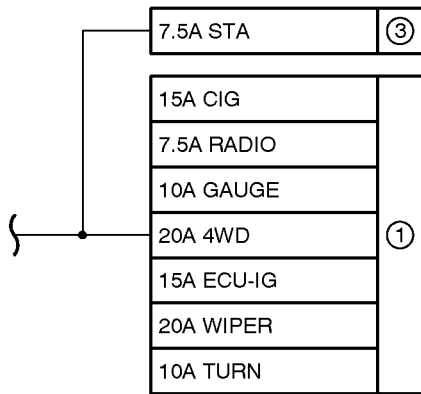 7.5A STA ③
15A CIG
7.5A RADIO
10A GAUGE
20A 4WD ①
15A ECU-IG
20A WIPER
10A TURN